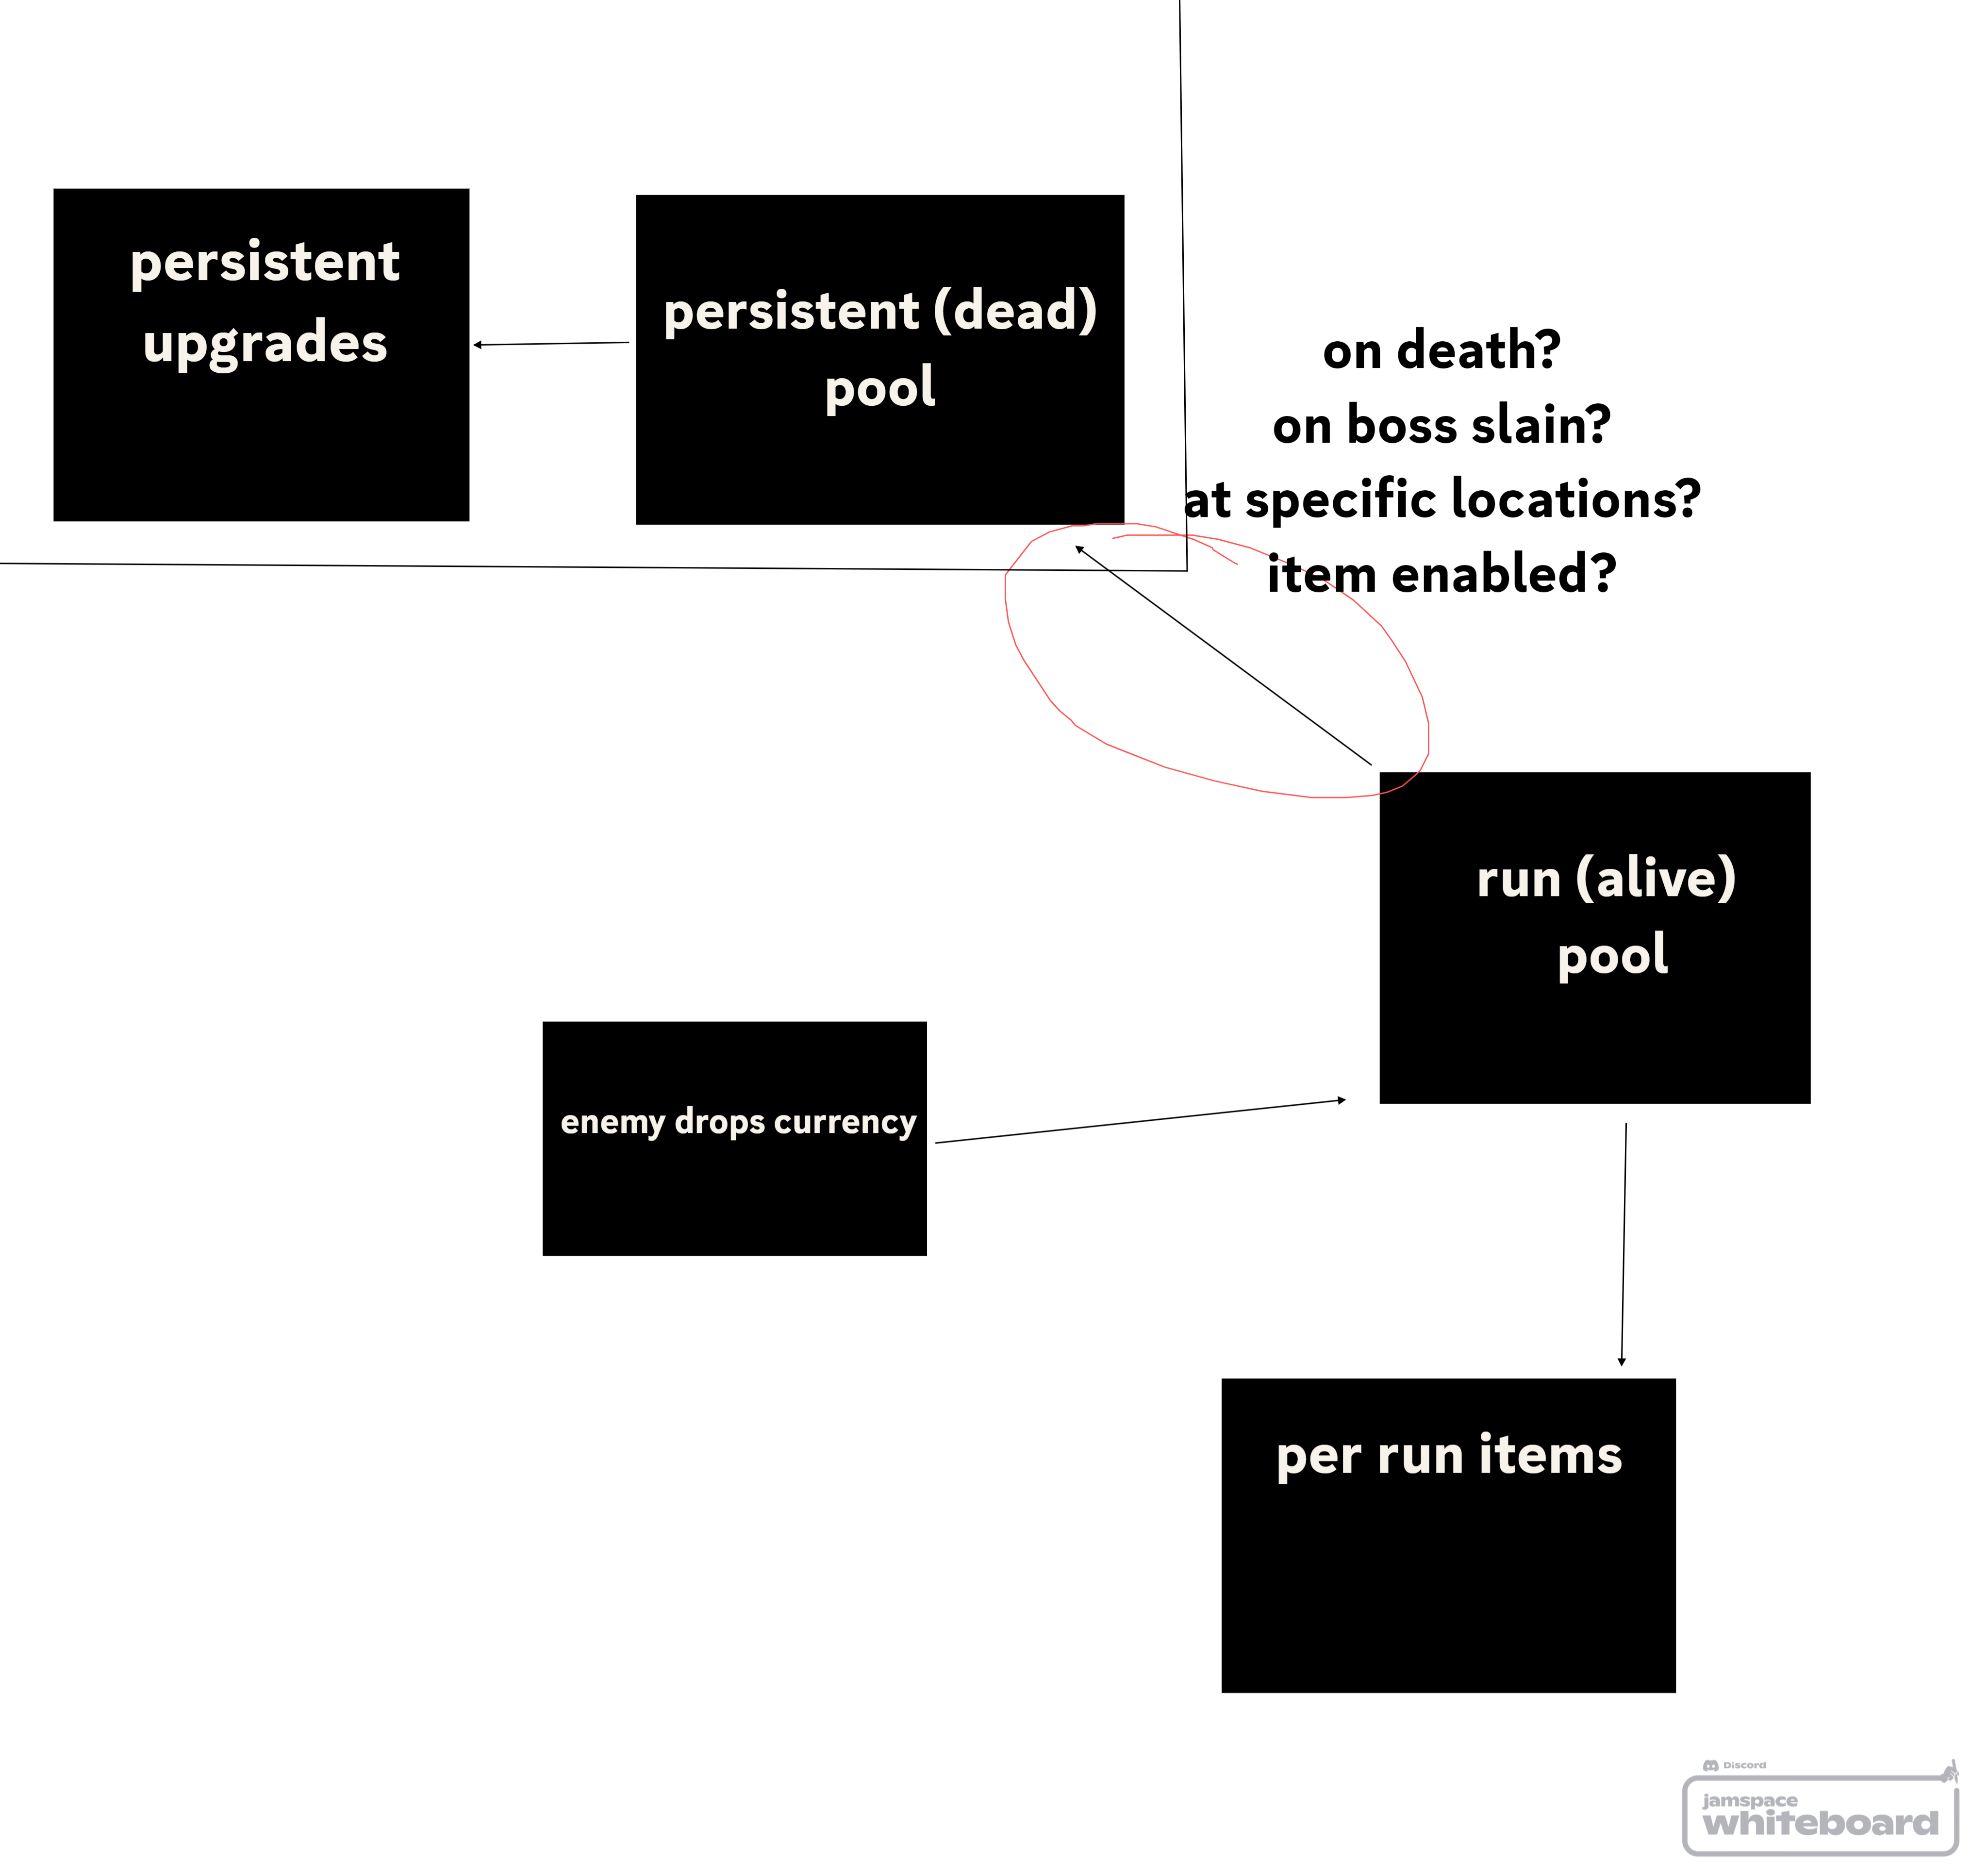 persistent
upgrades
persistent (dead)
pool
on death?
on boss slain?
at specific locations?
item enabled?
run (alive)
pool
enemy drops currency
per run items
Discord
jamspace
whiteboard